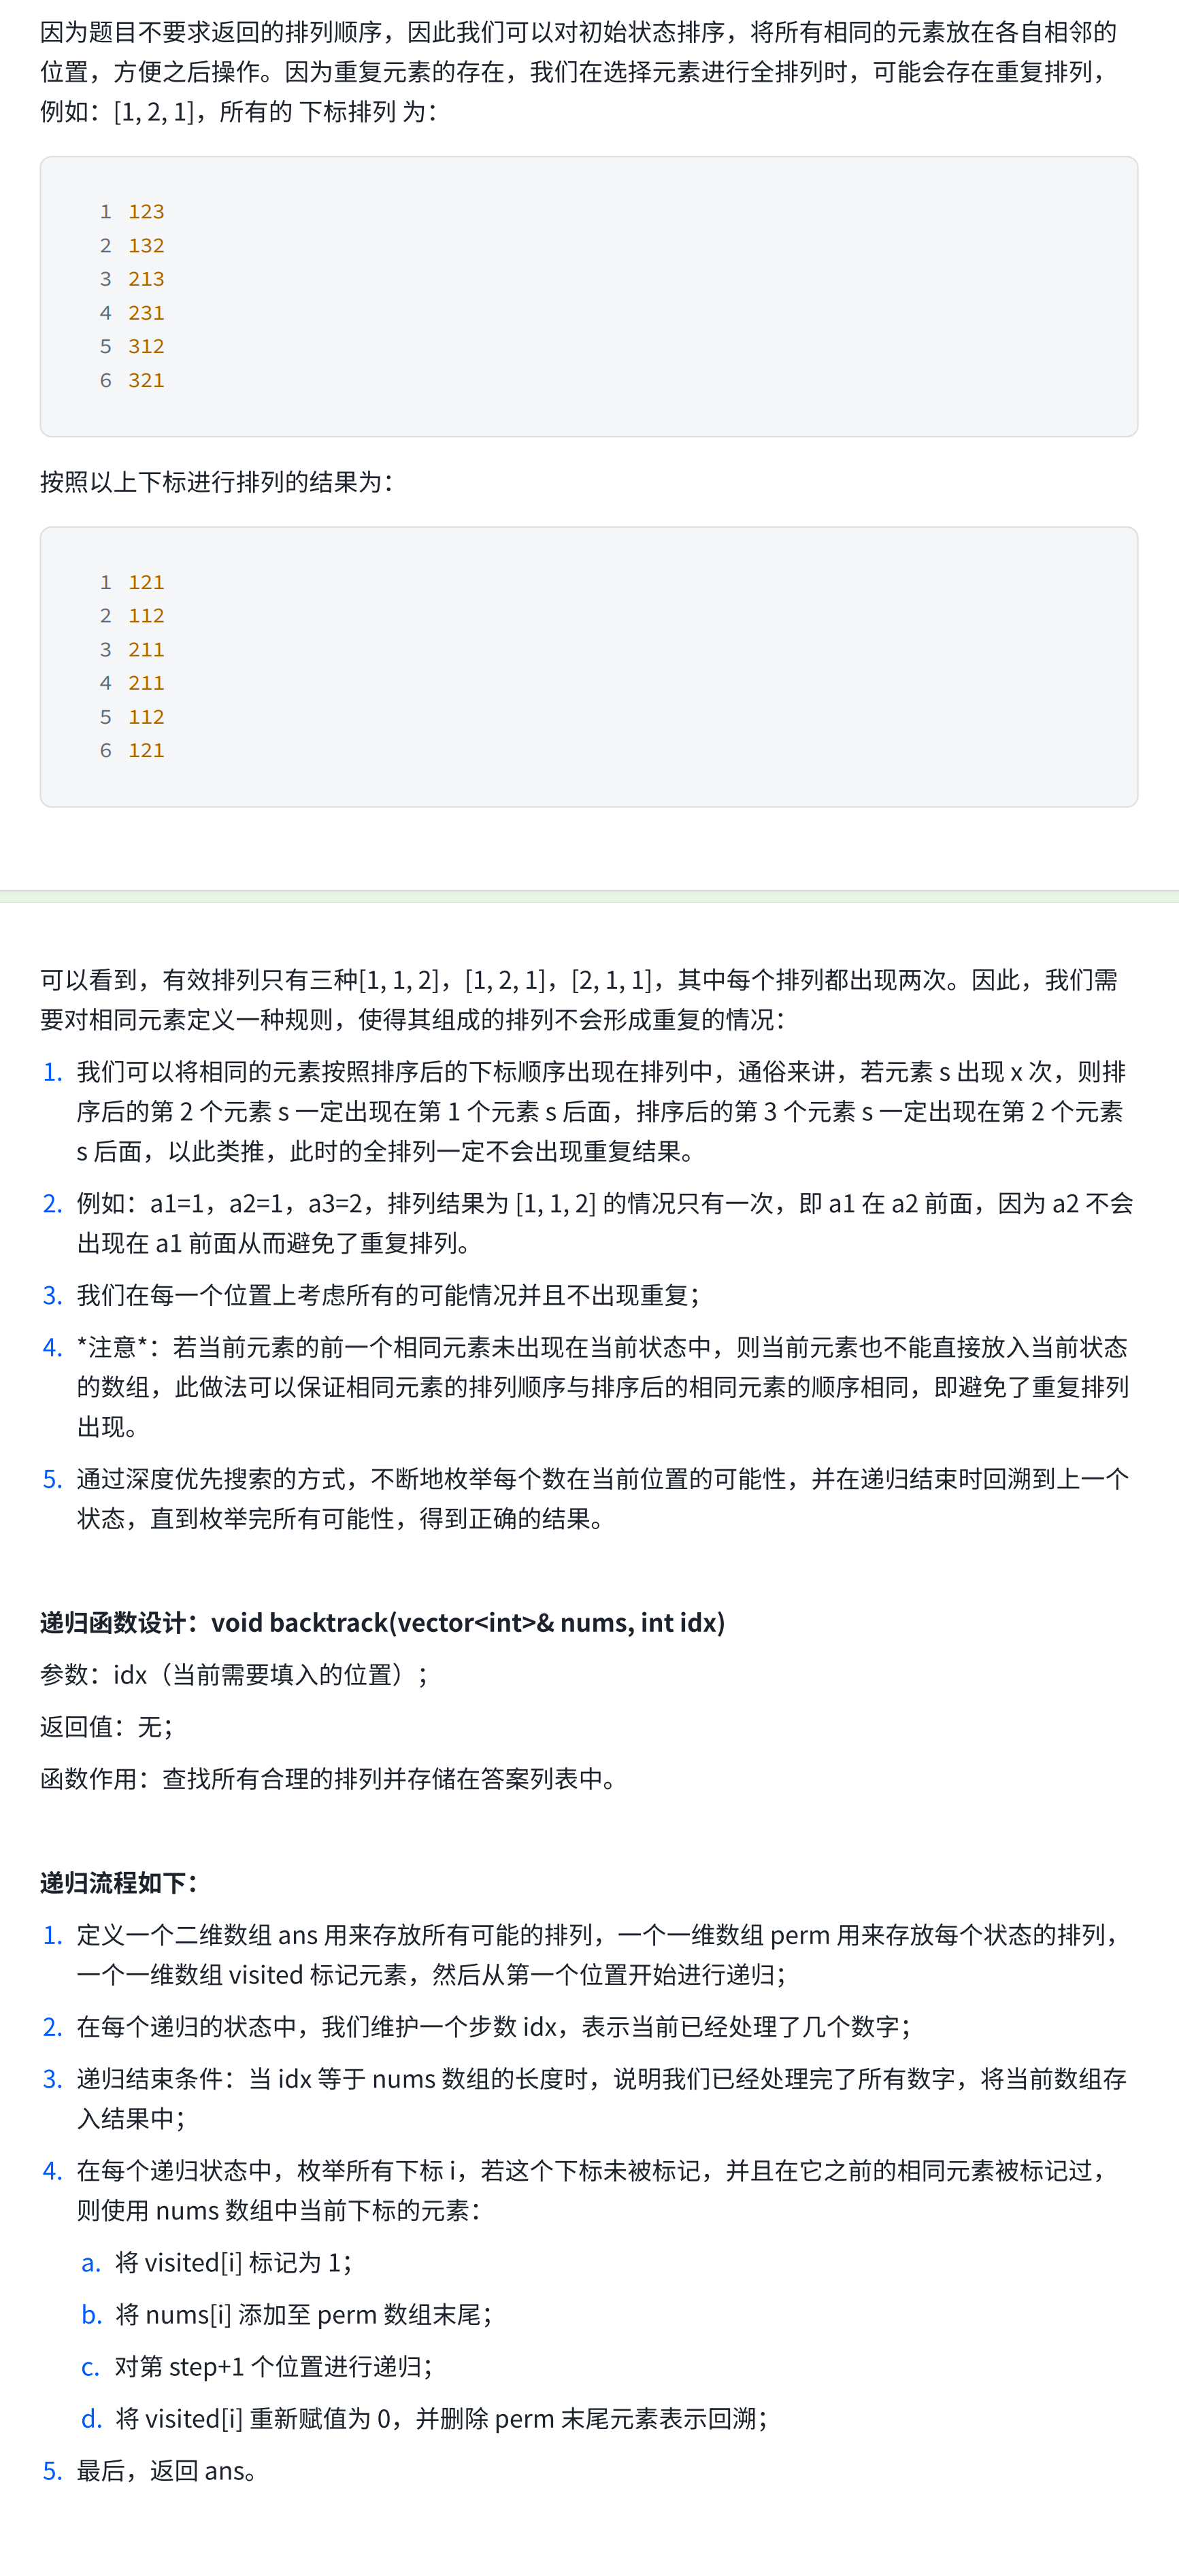 因为题目不要求返回的排列顺序，因此我们可以对初始状态排序，将所有相同的元素放在各自相邻的
位置，方便之后操作。因为重复元素的存在，我们在选择元素进行全排列时，可能会存在重复排列，
例如：[1, 2, 1]，所有的 下标排列 为：
1 123
2 132
3 213
4 231
5 312
6 321
按照以上下标进行排列的结果为：
1 121
2 112
3 211
4 211
5 112
6 121
可以看到，有效排列只有三种[1, 1, 2]，[1, 2, 1]，[2, 1, 1]，其中每个排列都出现两次。因此，我们需
要对相同元素定义一种规则，使得其组成的排列不会形成重复的情况：
1. 我们可以将相同的元素按照排序后的下标顺序出现在排列中，通俗来讲，若元素 s 出现 x 次，则排
序后的第 2 个元素 s 一定出现在第 1 个元素 s 后面，排序后的第 3 个元素 s 一定出现在第 2 个元素
s 后面，以此类推，此时的全排列一定不会出现重复结果。
2. 例如：a1=1，a2=1，a3=2，排列结果为 [1, 1, 2] 的情况只有一次，即 a1 在 a2 前面，因为 a2 不会
出现在 a1 前面从而避免了重复排列。
3. 我们在每一个位置上考虑所有的可能情况并且不出现重复；
4. *注意*：若当前元素的前一个相同元素未出现在当前状态中，则当前元素也不能直接放入当前状态
的数组，此做法可以保证相同元素的排列顺序与排序后的相同元素的顺序相同，即避免了重复排列
出现。
5. 通过深度优先搜索的方式，不断地枚举每个数在当前位置的可能性，并在递归结束时回溯到上一个
状态，直到枚举完所有可能性，得到正确的结果。
递归函数设计：void backtrack(vector<int>& nums, int idx)
参数：idx（当前需要填入的位置）；
返回值：无；
函数作用：查找所有合理的排列并存储在答案列表中。
递归流程如下：
1. 定义一个二维数组 ans 用来存放所有可能的排列，一个一维数组 perm 用来存放每个状态的排列，
一个一维数组 visited 标记元素，然后从第一个位置开始进行递归；
2. 在每个递归的状态中，我们维护一个步数 idx，表示当前已经处理了几个数字；
3. 递归结束条件：当 idx 等于 nums 数组的长度时，说明我们已经处理完了所有数字，将当前数组存
入结果中；
4. 在每个递归状态中，枚举所有下标 i，若这个下标未被标记，并且在它之前的相同元素被标记过，
则使用 nums 数组中当前下标的元素：
a. 将 visited[i] 标记为 1；
b. 将 nums[i] 添加至 perm 数组末尾；
c. 对第 step+1 个位置进行递归；
d. 将 visited[i] 重新赋值为 0，并删除 perm 末尾元素表示回溯；
5. 最后，返回 ans。